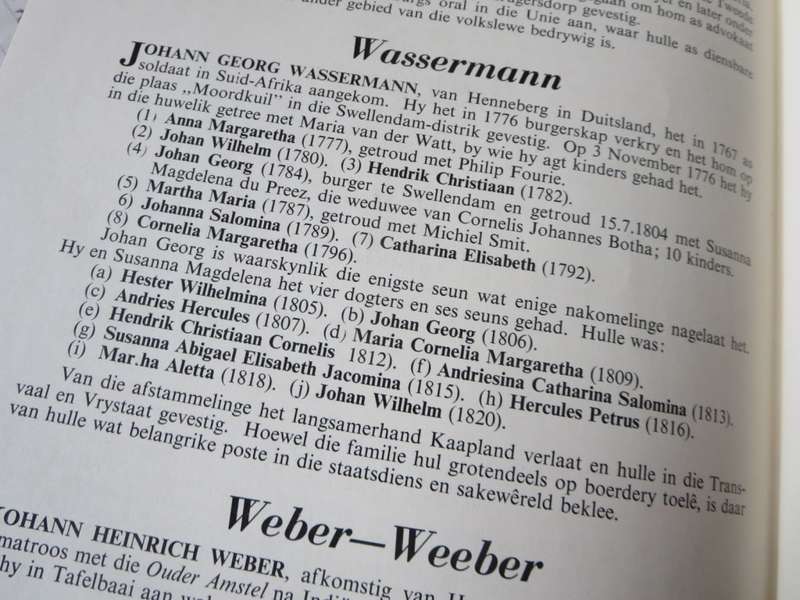 gaan om hom as advokaat
gevestig.
oral in die Unie aan, waar hulle as diensbare
ander gebied van die volkslewe bedrywig is.
Wassermann
JOHANN GEORG WASSERMANN, van Henneberg in Duitsland, het in 1767 as
soldaat in Suid-Afrika aangekom. Hy het in 1776 burgerskap verkry en het hom op
die plaas „Moordkuil" in die Swellendam-distrik gevestig. Op 3 November 1776 het hy
in die huwelik getree met Maria van der Watt, by wie hy agt kinders gehad het.
(1) Anna Margaretha (1777), getroud met Philip Fourie.
(2) Johan Wilhelm (1780). (3) Hendrik Christiaan (1782).
(4) Johan Georg (1784), burger te Swellendam en getroud 15.7.1804 met Susanna
Magdelena du Preez, die weduwee van Cornelis Johannes Botha; 10 kinders.
(5) Martha Maria (1787), getroud met Michiel Smit.
6) Johanna Salomina (1789). (7) Catharina Elisabeth (1792).
(8) Cornelia Margaretha (1796).
Johan Georg is waarskynlik die enigste seun wat enige nakomelinge nagelaat het.
Hy en Susanna Magdelena het vier dogters en ses seuns gehad. Hulle was:
(a) Hester Wilhelmina (1805). (b) Johan Georg (1806).
(c) Andries Hercules (1807). (d) Maria Cornelia Margaretha (1809).
(e) Hendrik Christiaan Cornelis 1812). (f) Andriesina Catharina Salomina (1813).
(g) Susanna Abigael Elisabeth Jacomina (1815). (h) Hercules Petrus (1816).
(i) Mar.ha Aletta (1818). (j) Johan Wilhelm (1820).
Van die afstammelinge het langsamerhand Kaapland verlaat en hulle in die Trans-
vaal en Vrystaat gevestig. Hoewel die familie hul grotendeels op boerdery toelê, is daar
van hulle wat belangrike poste in die staatsdiens en sakewêreld beklee.
Weber—Weeber
JOHANN HEINRICH WEBER, afkomstig van
matroos met die Ouder Amstel na
hy in Tafelbaai aan